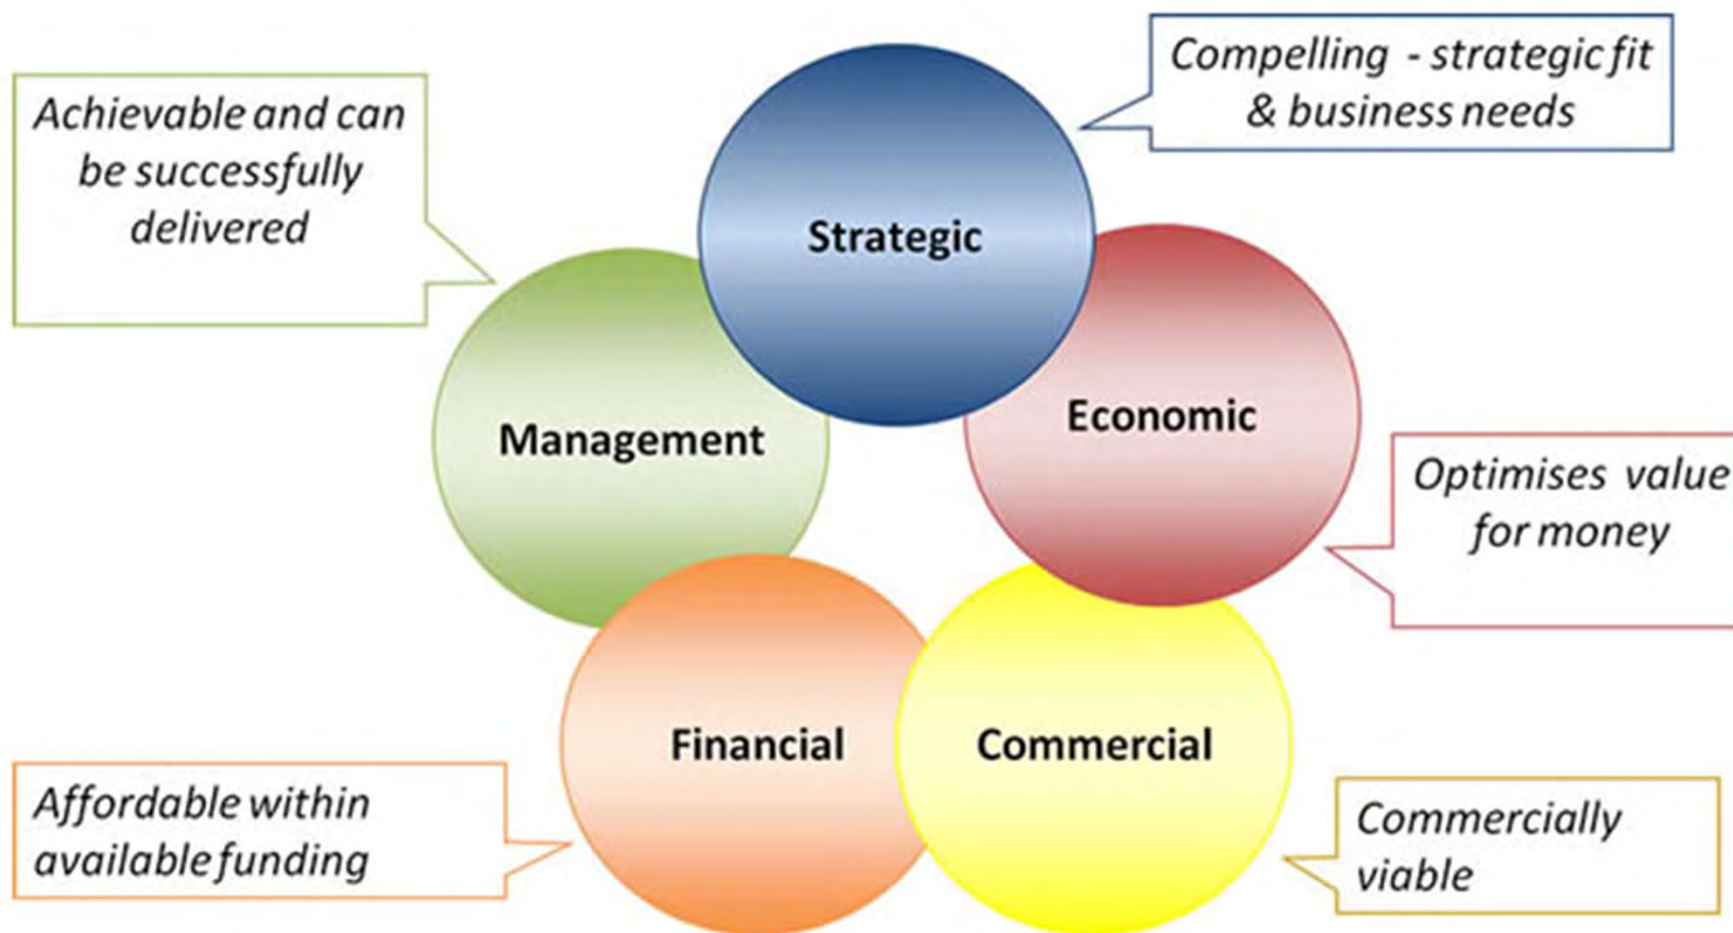 Compelling - strategic fit
& business needs
Achievable and can
be successfully
delivered
Strategic
Economic
Management
Optimises value
for money
Financial
Commercial
Affordable within
available funding
Commercially
viable